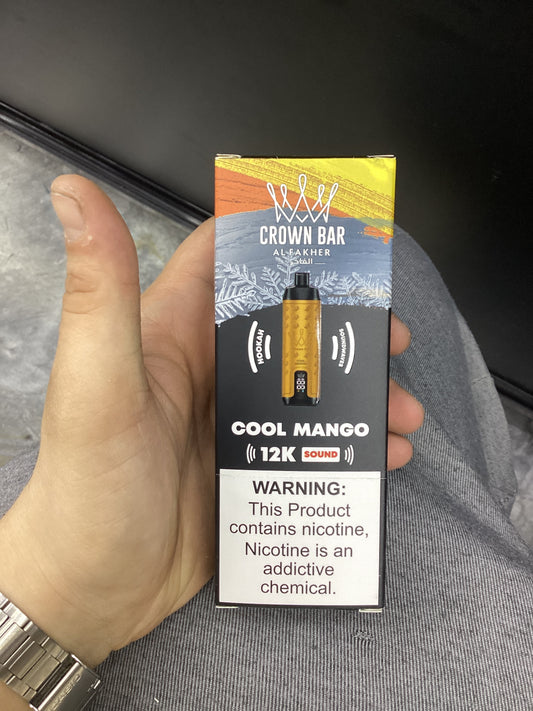 CROWN BAR
AL FAKHER
الفاخر
HOOKAH
SOUNDWAVES
COOL MANGO
12K SOUND
WARNING:
This Product
contains nicotine,
Nicotine is an
addictive
chemical.